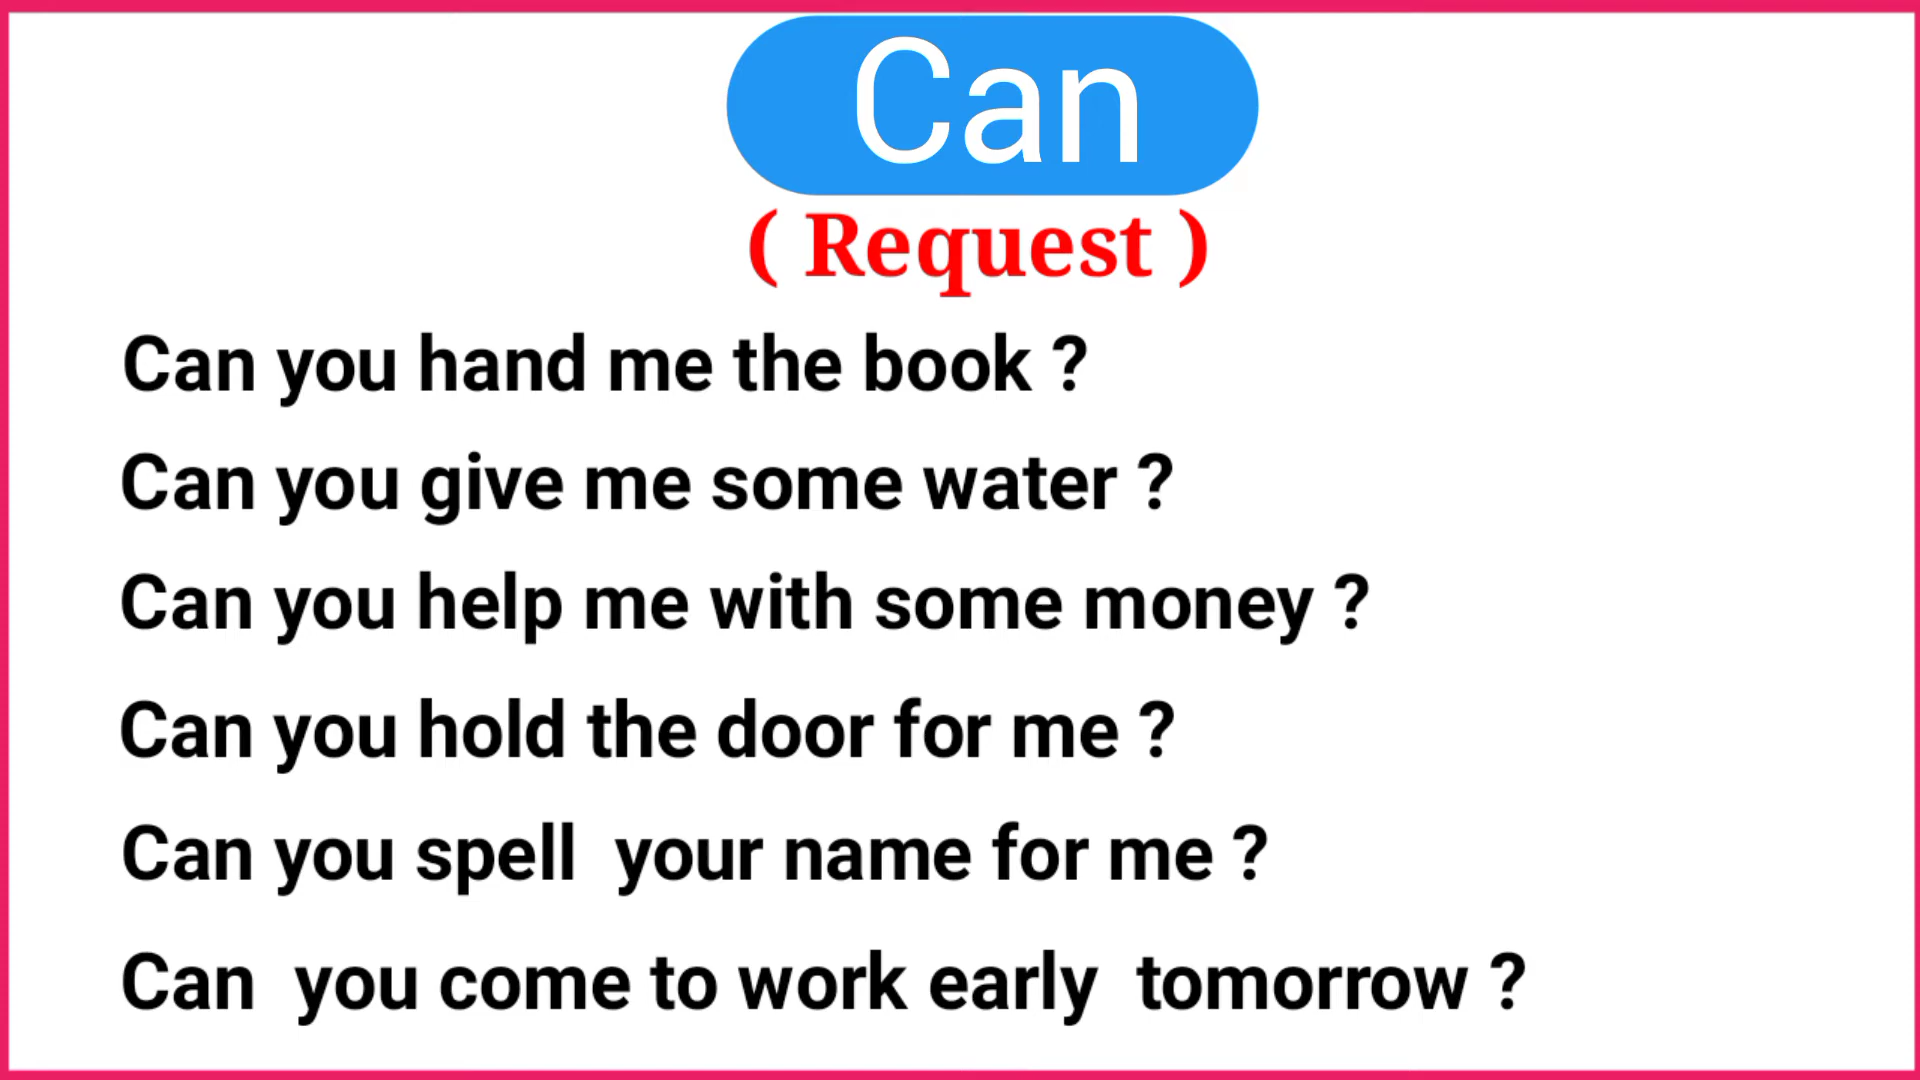 Can
( Request )
Can you hand me the book ?
Can you give me some water ?
Can you help me with some money ?
Can you hold the door for me ?
Can you spell  your name for me ?
Can  you come to work early  tomorrow ?